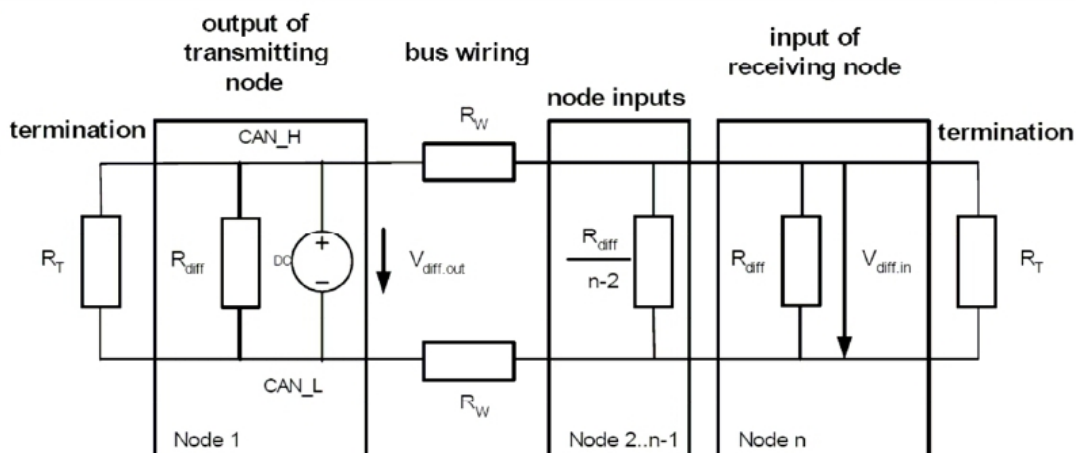 output of
transmitting
node
bus wiring
input of
receiving node
termination
CAN_H
R_W
node inputs
termination
R_T
R_diff
DC
+
−
V_diff.out
R_diff
n-2
R_diff
V_diff.in
R_T
CAN_L
R_W
Node 1
Node 2..n-1
Node n